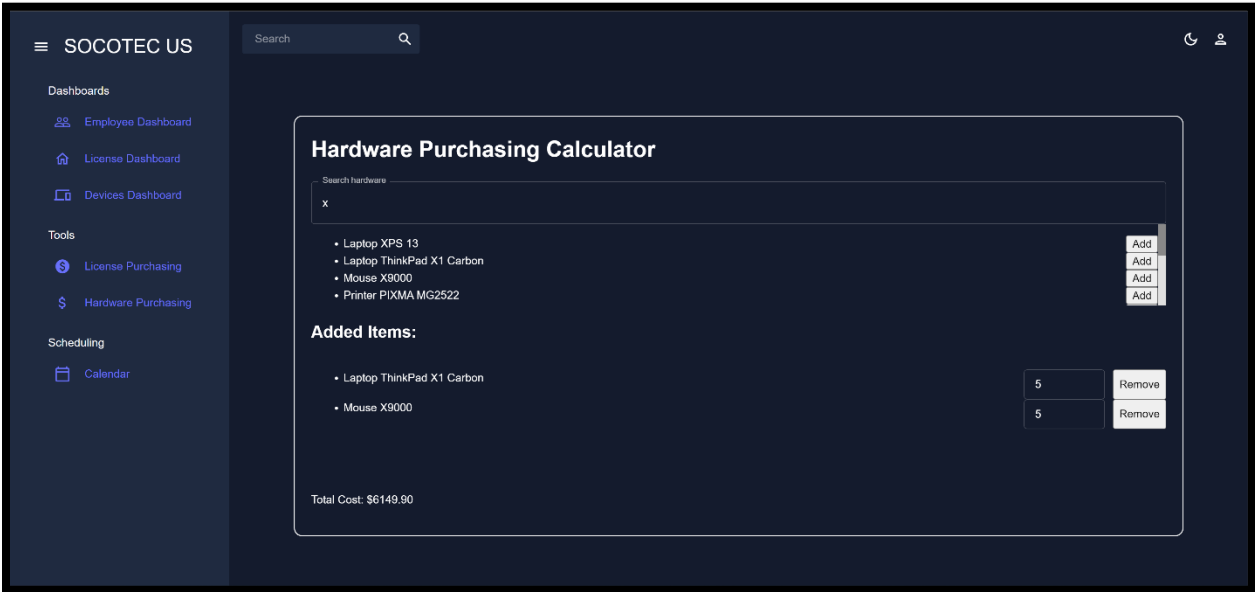 SOCOTEC US
Search
Dashboards
Employee Dashboard
License Dashboard
Devices Dashboard
Tools
License Purchasing
Hardware Purchasing
Scheduling
Calendar
Hardware Purchasing Calculator
Search hardware
x
• Laptop XPS 13 Add
• Laptop ThinkPad X1 Carbon Add
• Mouse X9000 Add
• Printer PIXMA MG2522 Add
Added Items:
• Laptop ThinkPad X1 Carbon 5 Remove
• Mouse X9000 5 Remove
Total Cost: $6149.90